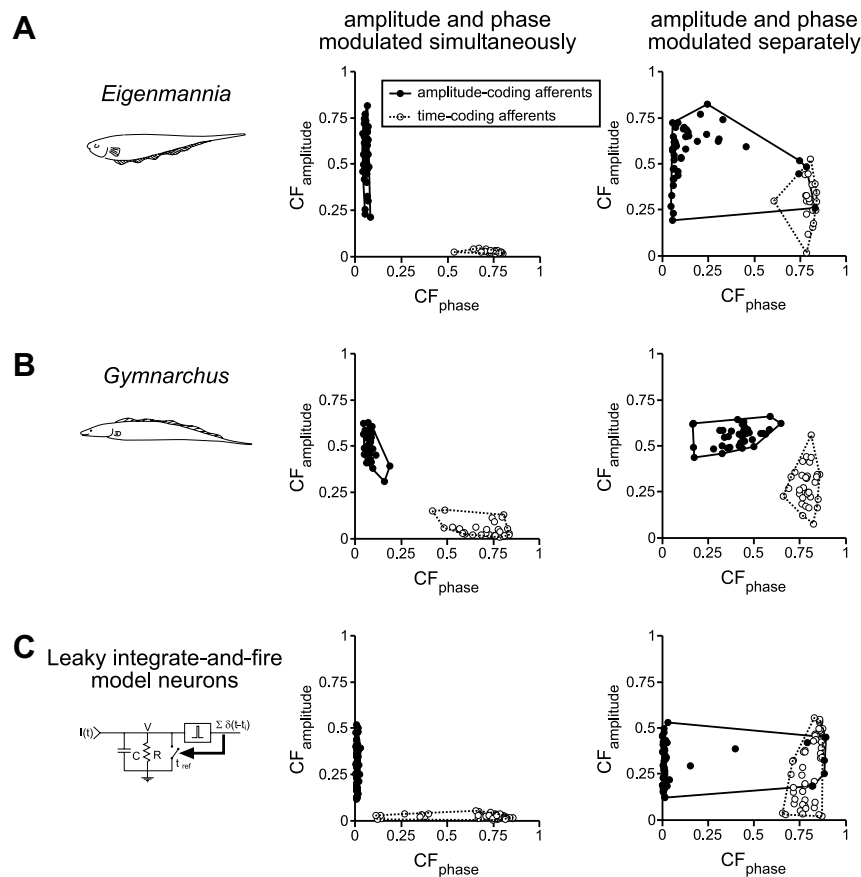 amplitude and phase
modulated simultaneously
amplitude and phase
modulated separately
A
Eigenmannia
amplitude-coding afferents
time-coding afferents
1
0.75
0.5
0.25
0
CFamplitude
0 0.25 0.5 0.75 1
CFphase
1
0.75
0.5
0.25
0
CFamplitude
0 0.25 0.5 0.75 1
CFphase
B
Gymnarchus
1
0.75
0.5
0.25
0
CFamplitude
0 0.25 0.5 0.75 1
CFphase
1
0.75
0.5
0.25
0
CFamplitude
0 0.25 0.5 0.75 1
CFphase
C
Leaky integrate-and-fire
model neurons
I(t)
V
Σ δ(t-ti)
C
R
t ref
1
0.75
0.5
0.25
0
CFamplitude
0 0.25 0.5 0.75 1
CFphase
1
0.75
0.5
0.25
0
CFamplitude
0 0.25 0.5 0.75 1
CFphase